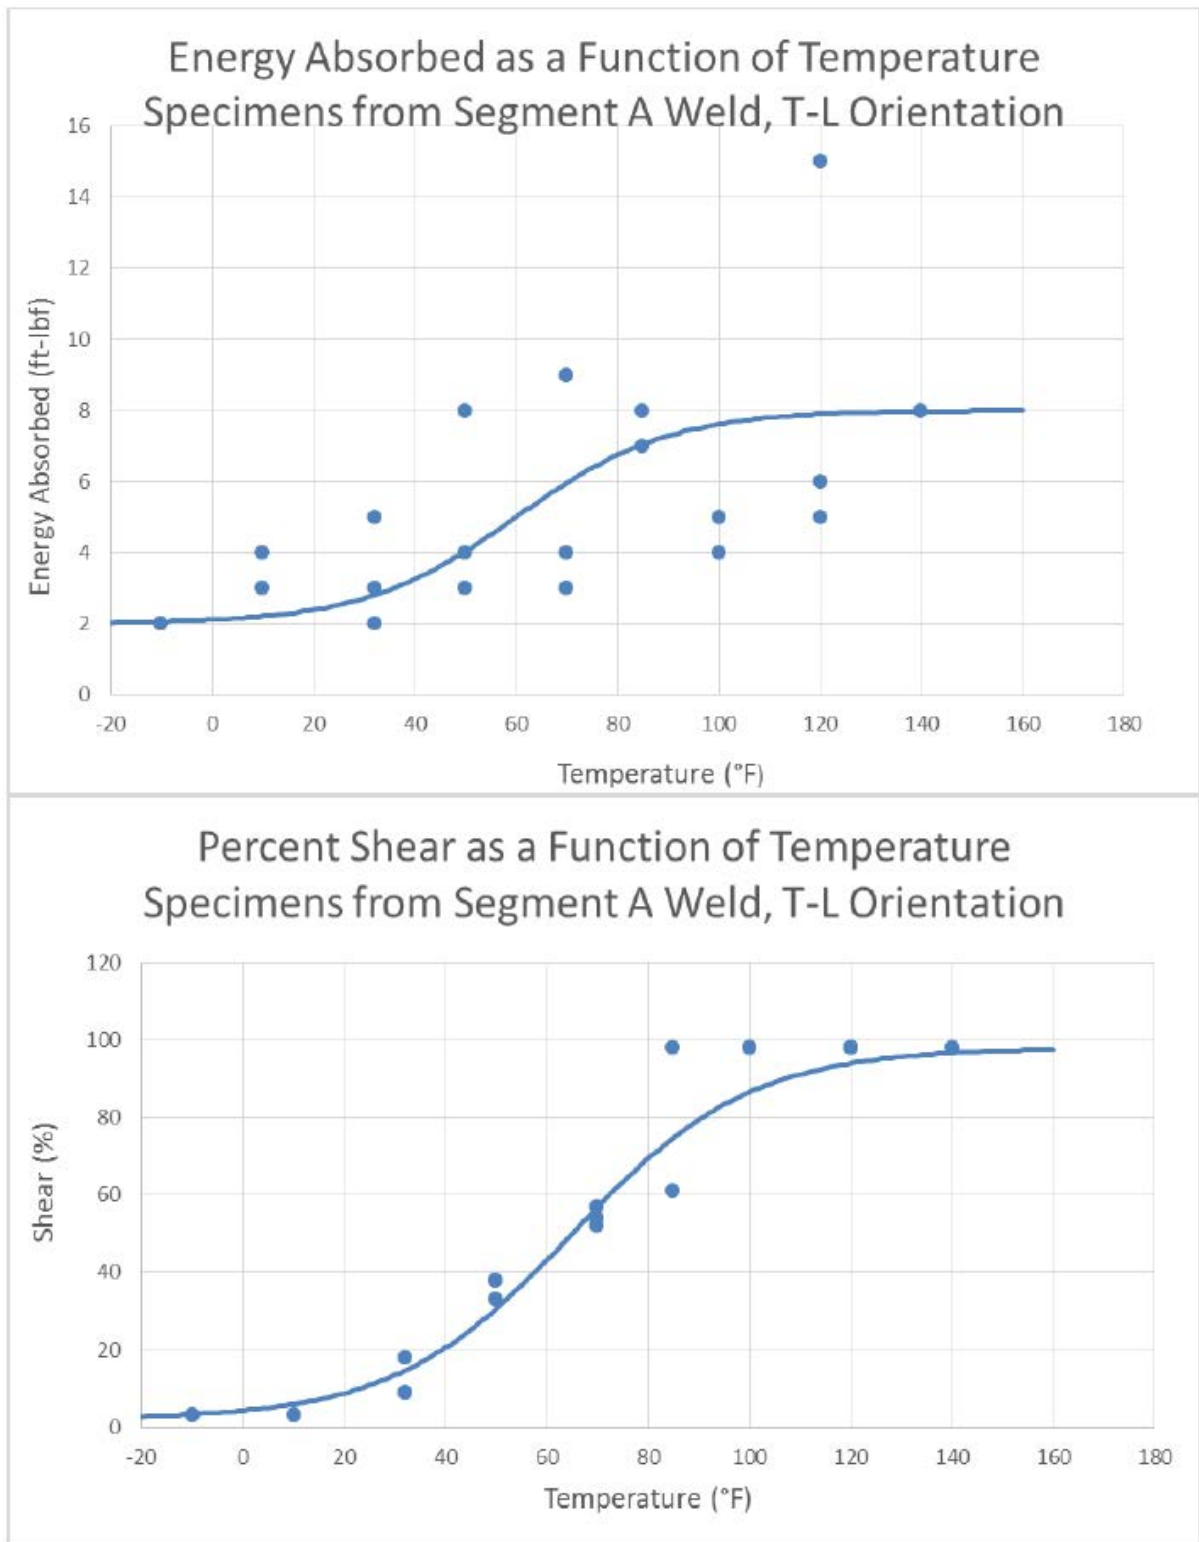 Energy Absorbed as a Function of Temperature
Specimens from Segment A Weld, T-L Orientation
16
14
12
10
8
6
4
2
0
Energy Absorbed (ft-lbf)
-20 0 20 40 60 80 100 120 140 160 180
Temperature (°F)
Percent Shear as a Function of Temperature
Specimens from Segment A Weld, T-L Orientation
120
100
80
60
40
20
0
Shear (%)
-20 0 20 40 60 80 100 120 140 160 180
Temperature (°F)